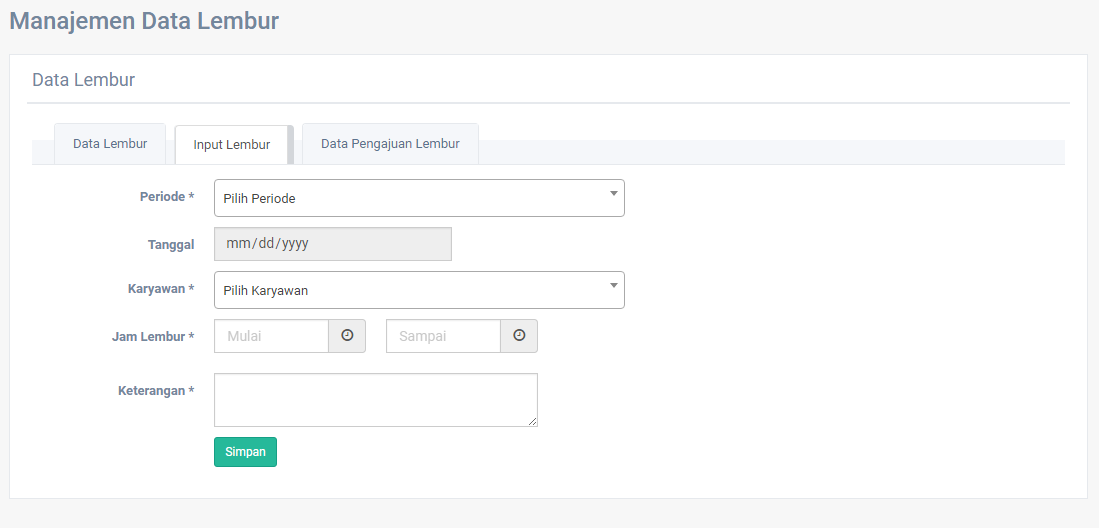 Manajemen Data Lembur
Data Lembur
Data Lembur Input Lembur Data Pengajuan Lembur
Periode * Pilih Periode
Tanggal mm/dd/yyyy
Karyawan * Pilih Karyawan
Jam Lembur * Mulai Sampai
Keterangan *
Simpan